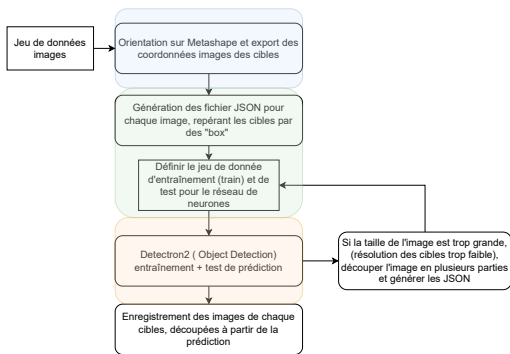 Jeu de données
images
Orientation sur Metashape et export des
coordonnées images des cibles
Génération des fichier JSON pour
chaque image, repérant les cibles par
des "box"
Définir le jeu de donnée
d'entraînement (train) et de
test pour le réseau de
neurones
Detectron2 ( Object Detection)
entraînement + test de prédiction
Si la taille de l'image est trop grande,
(résolution des cibles trop faible),
découper l'image en plusieurs parties
et générer les JSON
Enregistrement des images de chaque
cibles, découpées à partir de la
prédiction